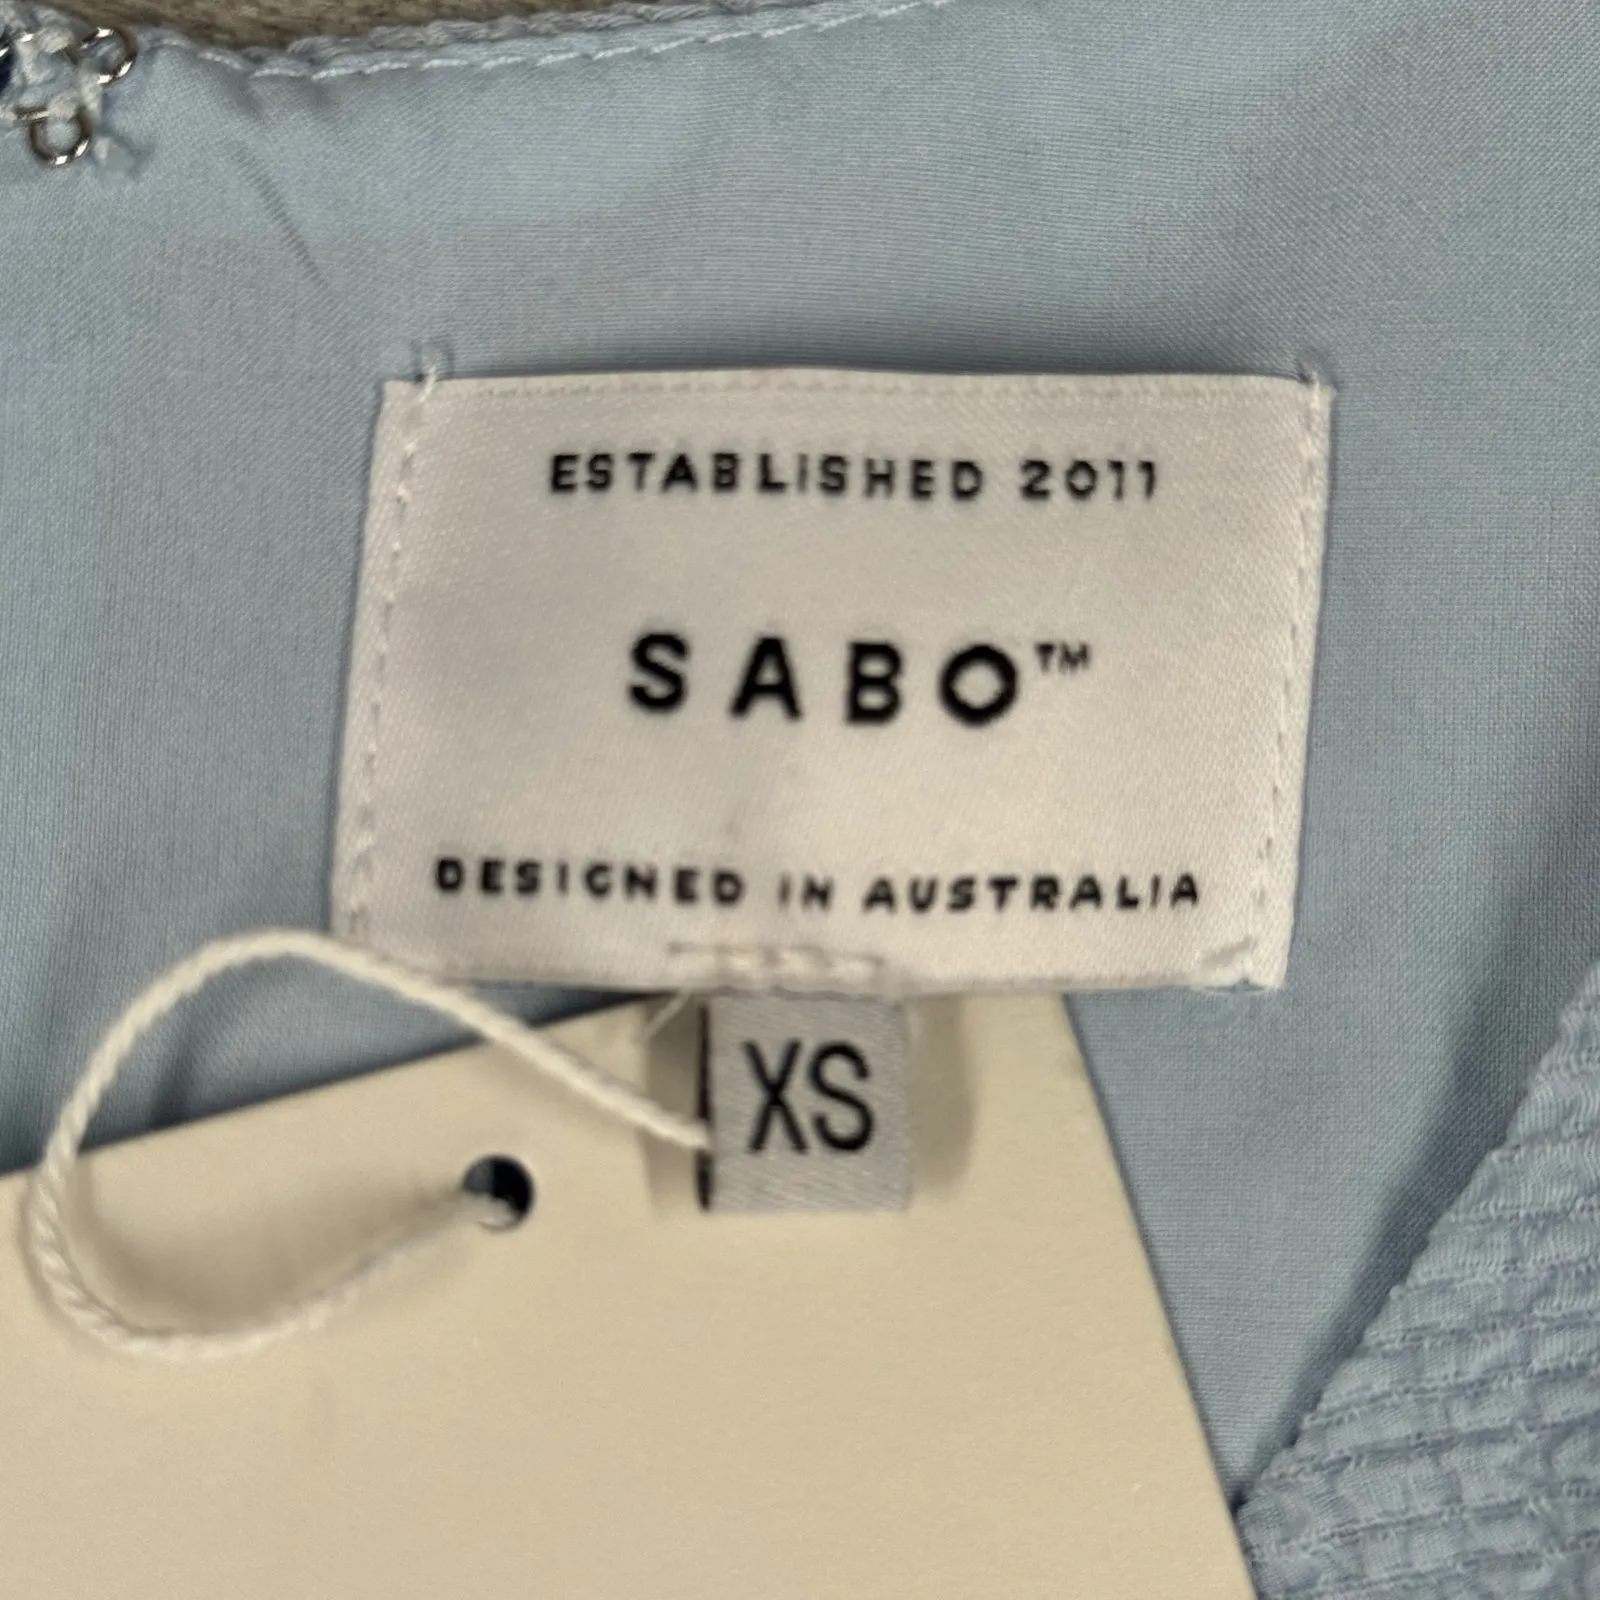 ESTABLISHED 2011
SABO™
DESIGNED IN AUSTRALIA
XS